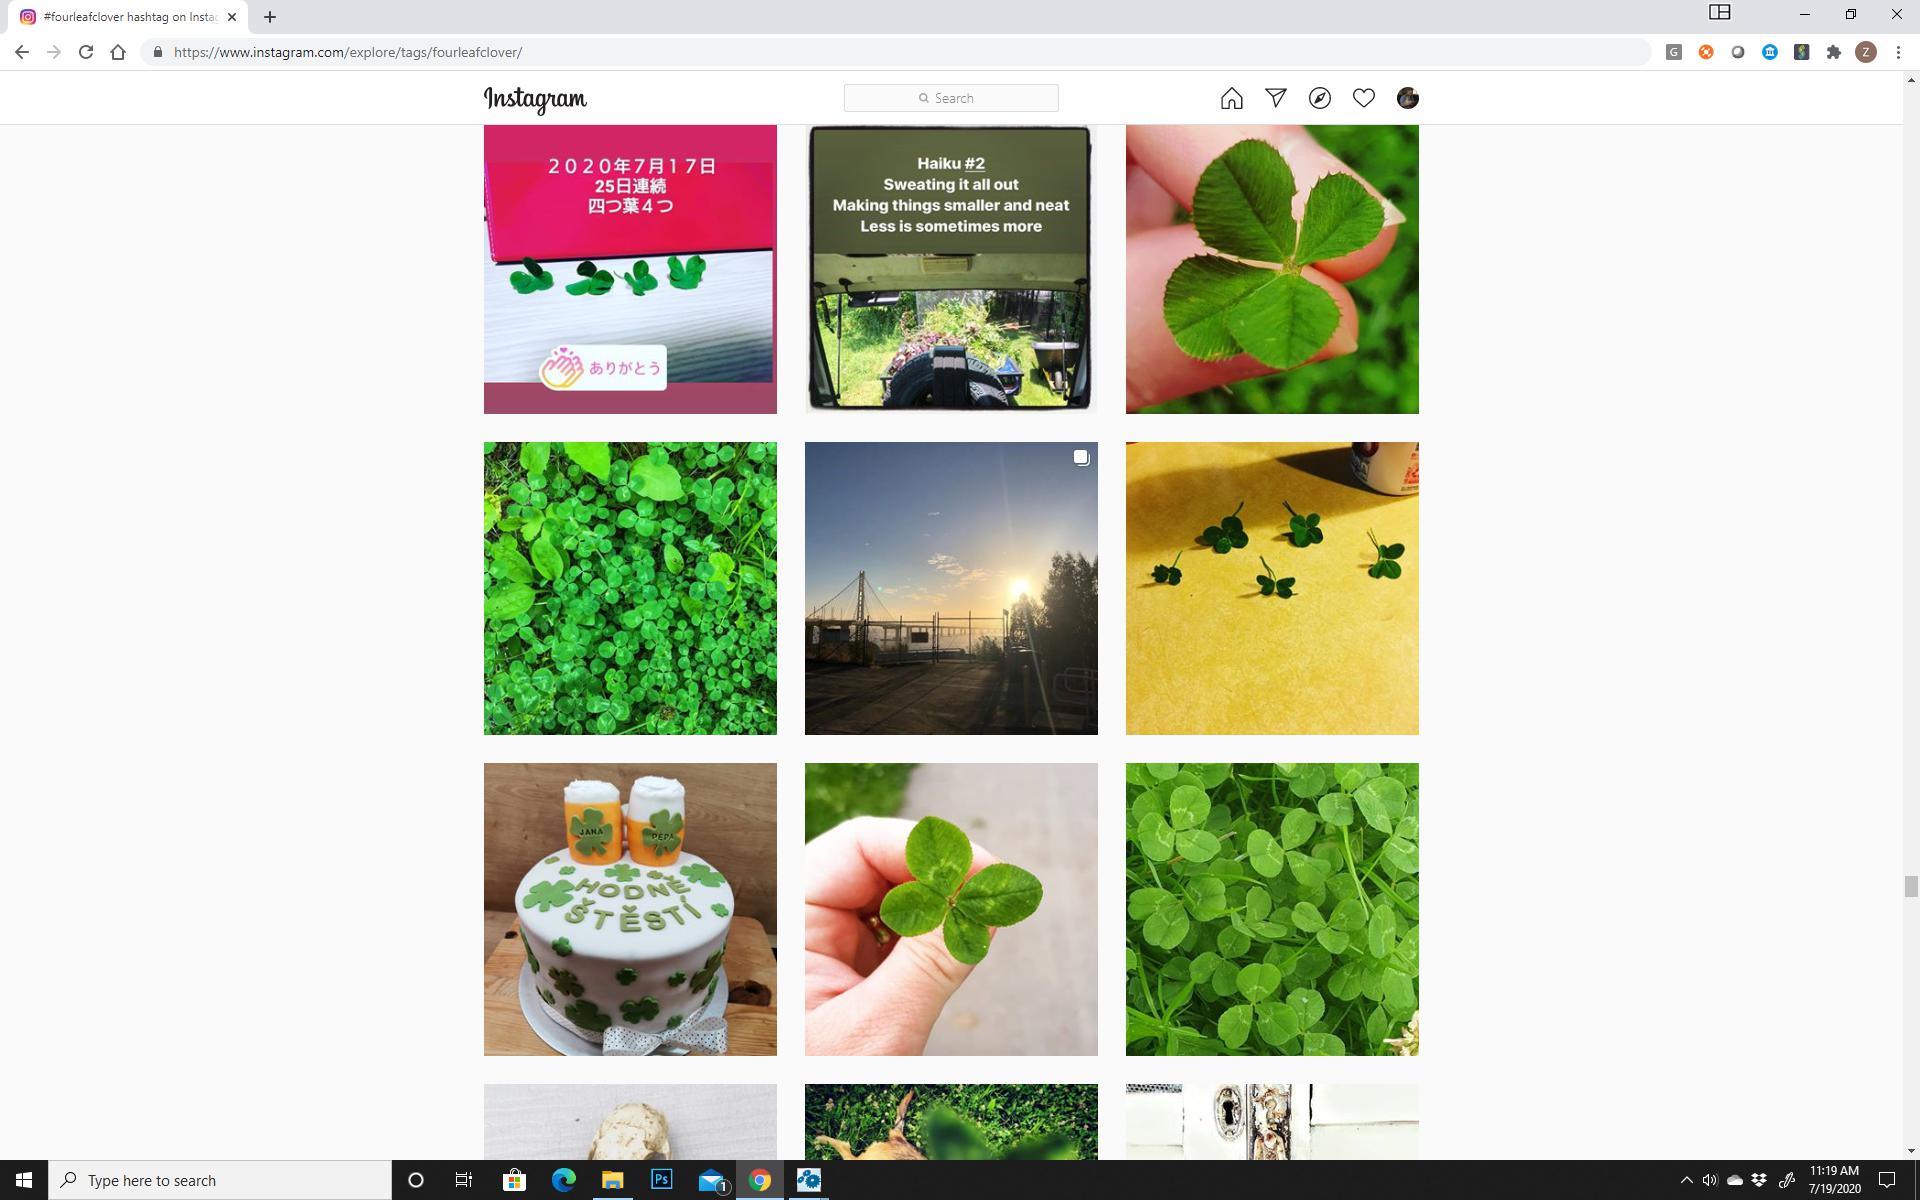 #fourleafclover hashtag on Insta
https://www.instagram.com/explore/tags/fourleafclover/
G
Z
Instagram
Search
２０２０年７月１７日
25日連続
四つ葉４つ
ありがとう
Haiku #2
Sweating it all out
Making things smaller and neat
Less is sometimes more
JANA
PEPA
HODNĚ
ŠTĚSTÍ
Type here to search
Ps
1
11:19 AM
7/19/2020